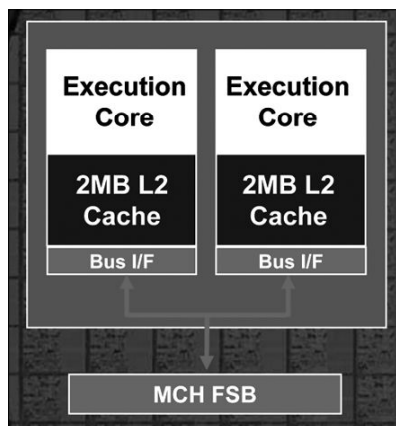 Execution
Core
2MB L2
Cache
Bus I/F
Execution
Core
2MB L2
Cache
Bus I/F
MCH FSB